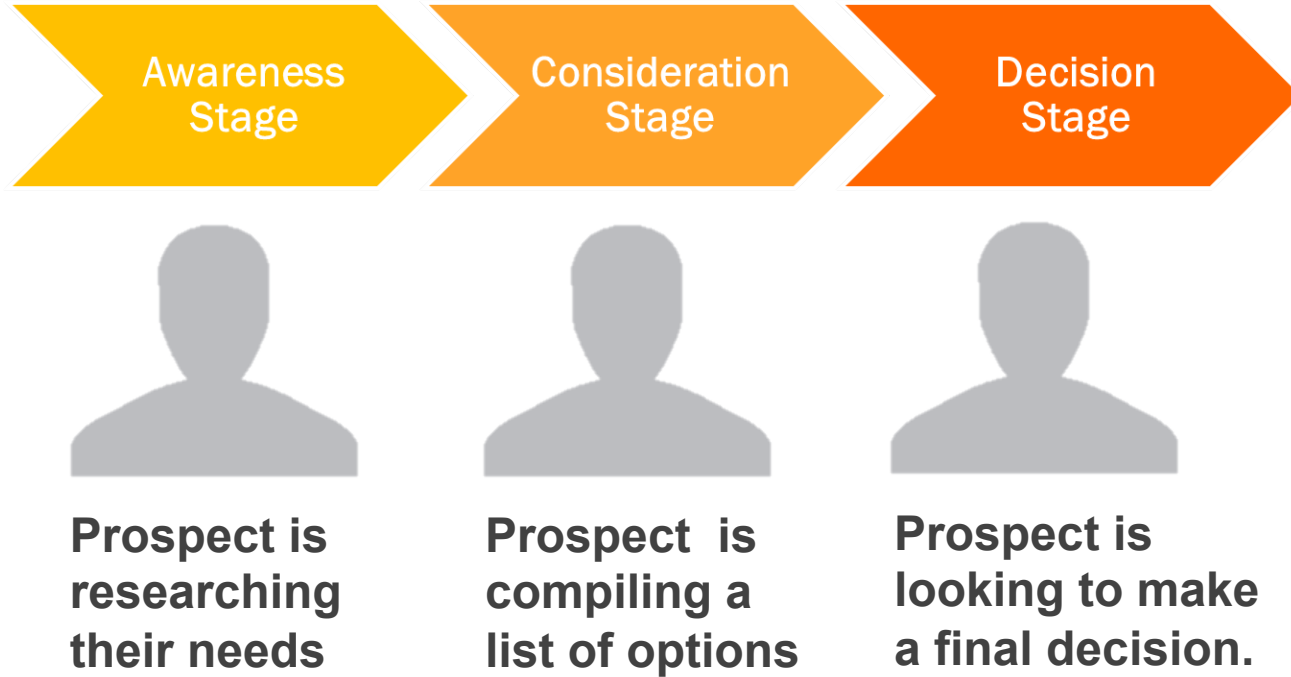 Awareness
Stage
Consideration
Stage
Decision
Stage
Prospect is
researching
their needs
Prospect  is
compiling a
list of options
Prospect is
looking to make
a final decision.